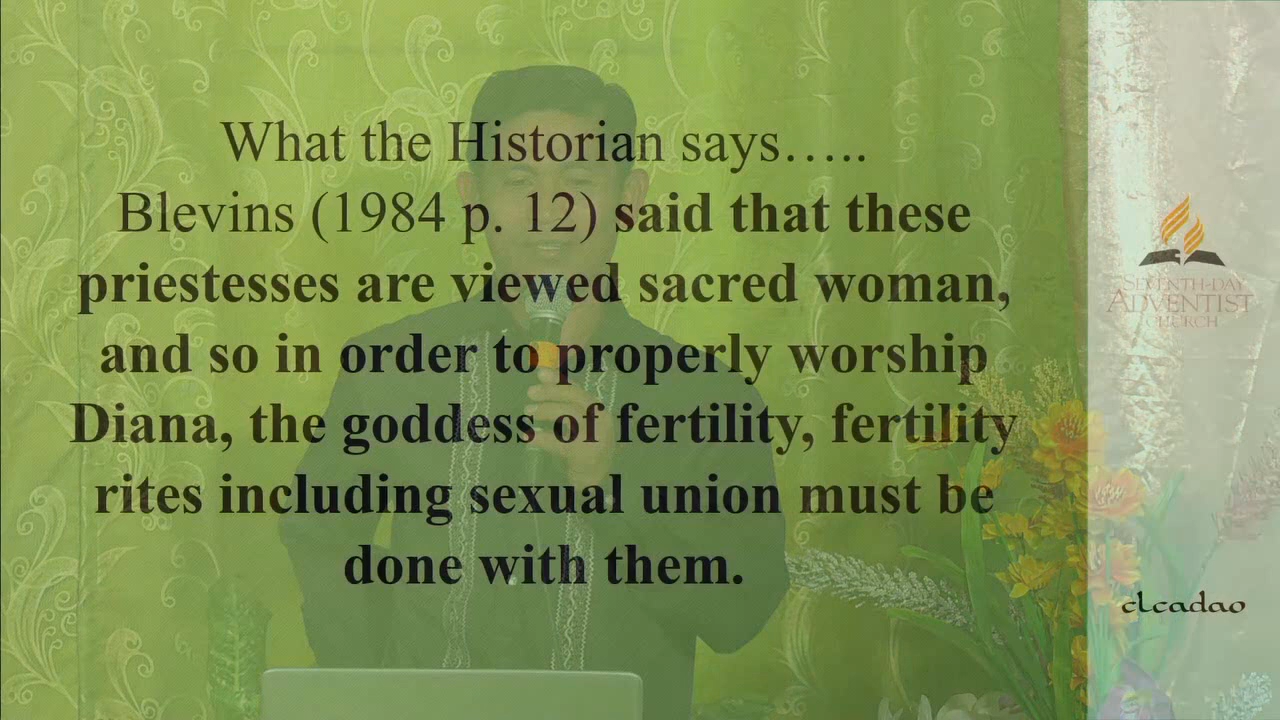 What the Historian says…..
Blevins (1984 p. 12) said that these
priestesses are viewed sacred woman,
and so in order to properly worship
Diana, the goddess of fertility, fertility
rites including sexual union must be
done with them.
SEVENTH-DAY
ADVENTIST
CHURCH
clcadao